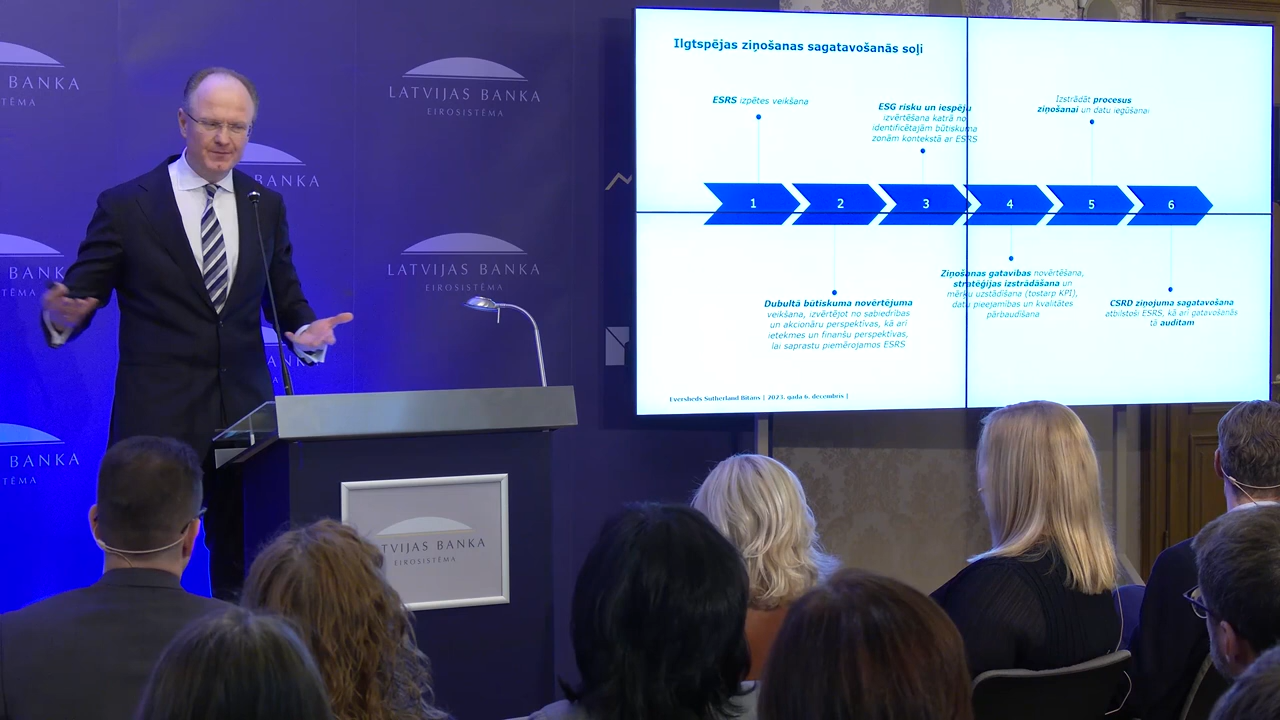 BANKA
TĒMA
LATVIJAS BANKA
EIROSISTĒMA
BANKA
BANKA
TĒMA
LATVIJAS BANKA
EIROSISTĒMA
BANKA
TĒMA
TVIJAS BANKA
EIROSISTĒMA
Ilgtspējas ziņošanas sagatavošanās soļi
ESRS izpētes veikšana
ESG risku un iespēju
izvērtēšana katrā no
identificētajām būtiskuma
zonām kontekstā ar ESRS
Izstrādāt procesus
ziņošanai un datu iegūšanai
1
2
3
4
5
6
Dubultā būtiskuma novērtējuma
veikšana, izvērtējot no sabiedrības
un akcionāru perspektīvas, kā arī
ietekmes un finanšu perspektīvas,
lai saprastu piemērojamos ESRS
Ziņošanas gatavības novērtēšana,
stratēģijas izstrādāšana un
mērķu uzstādīšana (tostarp KPI),
datu pieejamības un kvalitātes
pārbaudīšana
CSRD ziņojuma sagatavošana
atbilstoši ESRS, kā arī gatavošanās
tā auditam
Eversheds Sutherland Bitāns | 2023. gada 6. decembris |